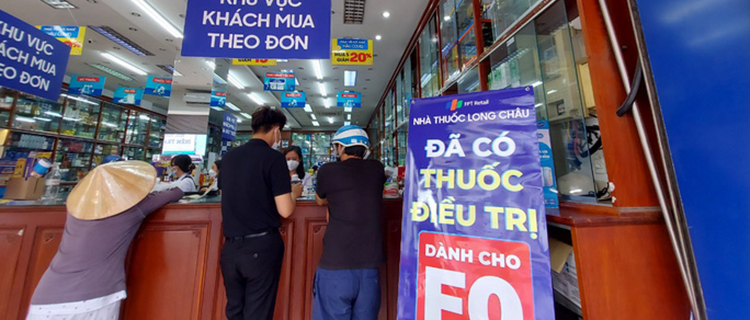 KHU VỰC
KHÁCH MUA
THEO ĐƠN
KHU VỰC
KHÁCH MUA
THEO ĐƠN
20%
FPT Retail
NHÀ THUỐC LONG CHÂU
ĐÃ CÓ
THUỐC
ĐIỀU TRỊ
DÀNH CHO
F0